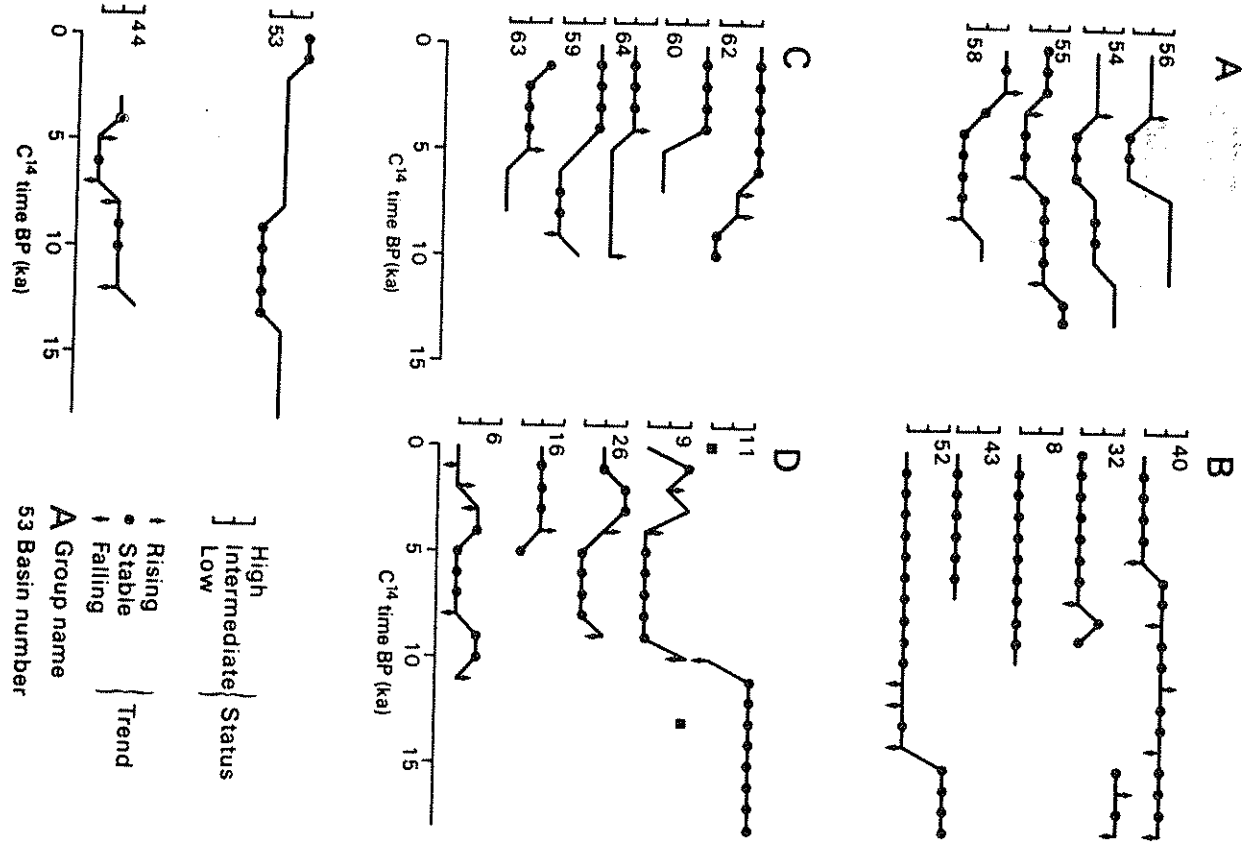 A
56
54
55
58
B
40
32
8
43
52
C
62
60
64
59
63
0 5 10 15
C¹⁴ time BP (ka)
D
11
9
26
16
6
0 5 10 15
C¹⁴ time BP (ka)
53
44
0 5 10 15
C¹⁴ time BP (ka)
High
Intermediate Status
Low
Rising
Stable Trend
Falling
A Group name
53 Basin number